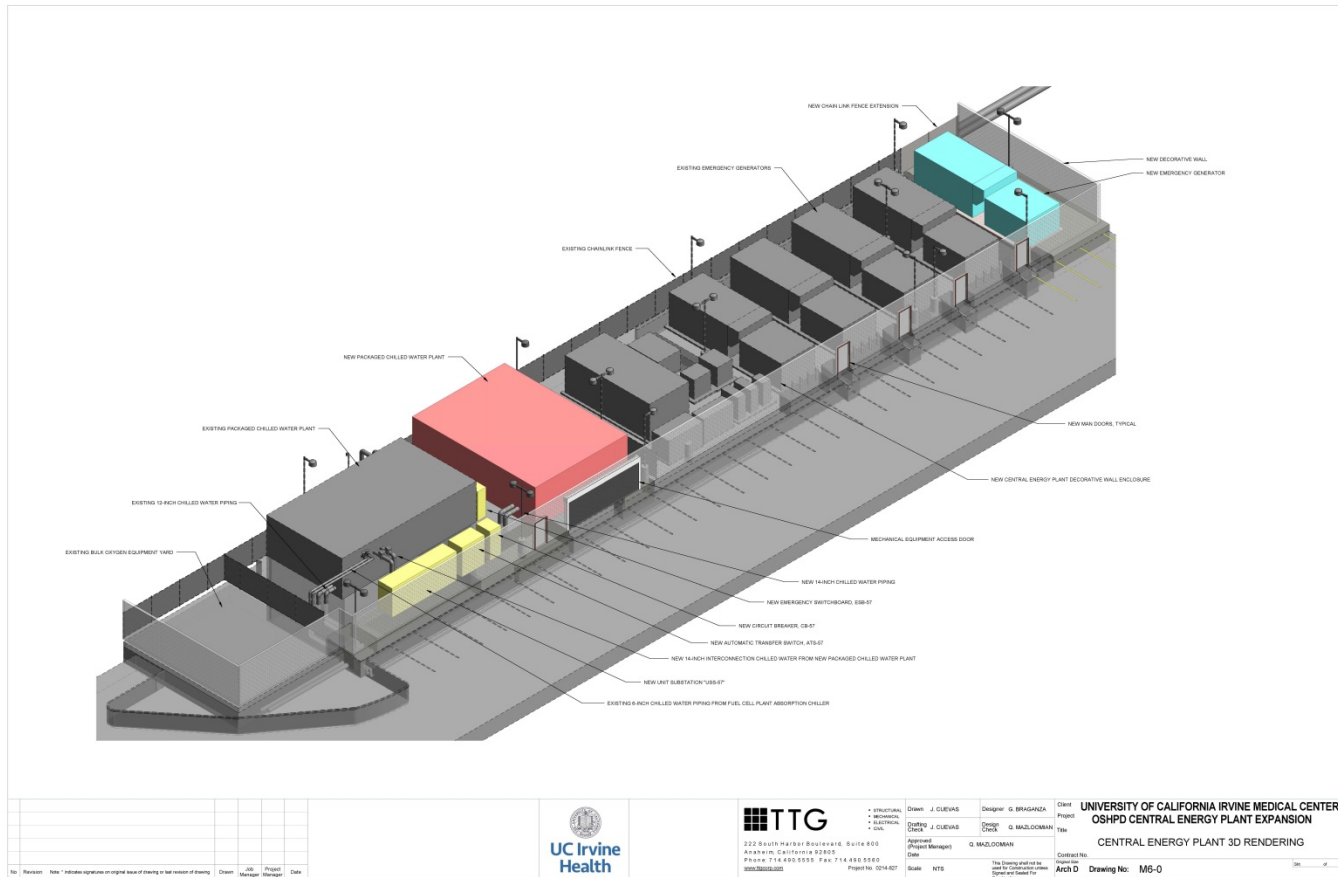 NEW CHAIN LINK FENCE EXTENSION
NEW DECORATIVE WALL
EXISTING EMERGENCY GENERATORS
NEW EMERGENCY GENERATOR
EXISTING CHAINLINK FENCE
NEW PACKAGED CHILLED WATER PLANT
EXISTING PACKAGED CHILLED WATER PLANT
NEW MAN DOORS, TYPICAL
NEW CENTRAL ENERGY PLANT DECORATIVE WALL ENCLOSURE
EXISTING 12-INCH CHILLED WATER PIPING
MECHANICAL EQUIPMENT ACCESS DOOR
EXISTING BULK OXYGEN EQUIPMENT YARD
NEW 14-INCH CHILLED WATER PIPING
NEW EMERGENCY SWITCHBOARD, ESB-57
NEW CIRCUIT BREAKER, CB-57
NEW AUTOMATIC TRANSFER SWITCH, ATS-57
NEW 14-INCH INTERCONNECTION CHILLED WATER FROM NEW PACKAGED CHILLED WATER PLANT
NEW UNIT SUBSTATION "USS-57"
EXISTING 6-INCH CHILLED WATER PIPING FROM FUEL CELL PLANT ABSORPTION CHILLER
No Revision Note * indicates signatures on original issue of drawing or last revision of drawing Drawn Job Manager Project Manager Date
UC Irvine
Health
TTG
• STRUCTURAL
• MECHANICAL
• ELECTRICAL
• CIVIL
222 South Harbor Boulevard, Suite 800
Anaheim, California 92805
Phone 714.490.5555 Fax 714.490.5560
www.ttgcorp.com Project No. 0214-627
Drawn J. CUEVAS Designer G. BRAGANZA
Drafting Check J. CUEVAS Design Check Q. MAZLOOMIAN
Approved (Project Manager) Q. MAZLOOMIAN
Date
Scale NTS
This Drawing shall not be used for Construction unless Signed and Sealed For
Client UNIVERSITY OF CALIFORNIA IRVINE MEDICAL CENTER
Project OSHPD CENTRAL ENERGY PLANT EXPANSION
Title CENTRAL ENERGY PLANT 3D RENDERING
Contract No.
Original Size Arch D Drawing No: M6-0
of